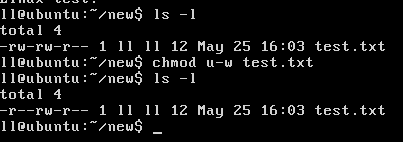 Linux test.
ll@ubuntu:~/new$ ls -l
total 4
-rw-rw-r-- 1 ll ll 12 May 25 16:03 test.txt
ll@ubuntu:~/new$ chmod u-w test.txt
ll@ubuntu:~/new$ ls -l
total 4
-r--rw-r-- 1 ll ll 12 May 25 16:03 test.txt
ll@ubuntu:~/new$ _